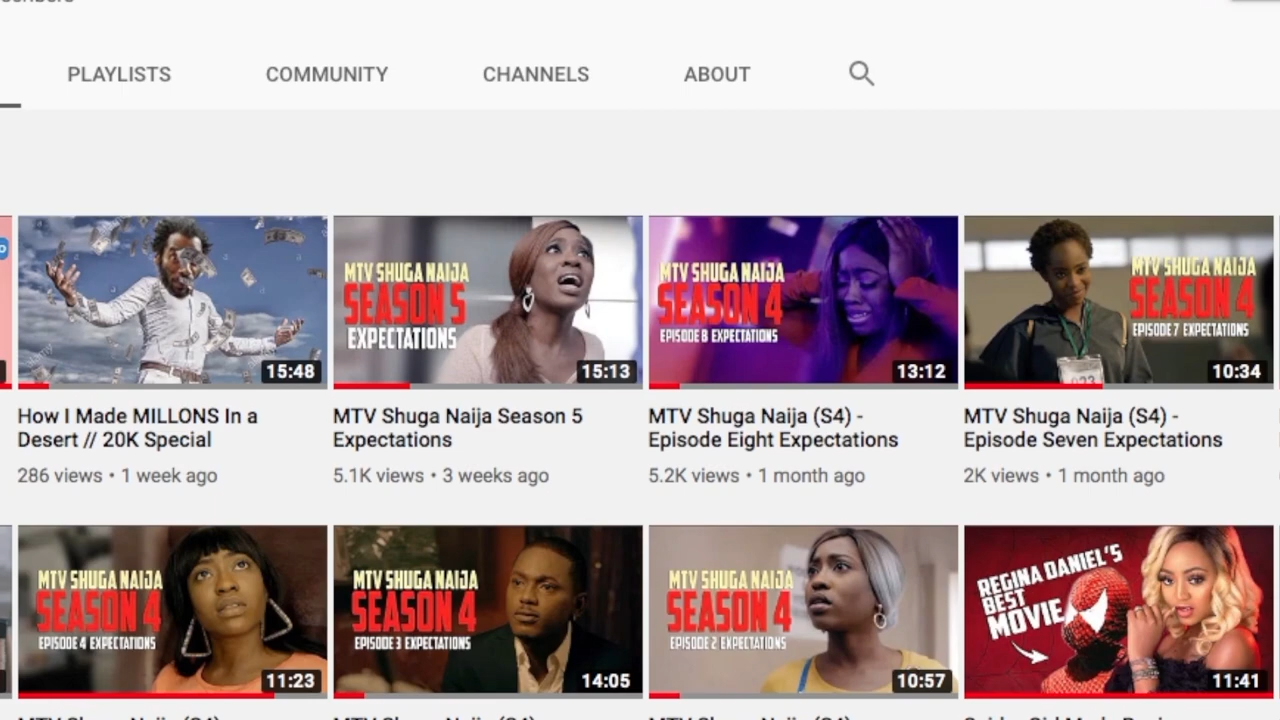 PLAYLISTS COMMUNITY CHANNELS ABOUT
MTV SHUGA NAIJA
SEASON 5
EXPECTATIONS
MTV SHUGA NAIJA
SEASON 4
EPISODE 8 EXPECTATIONS
MTV SHUGA NAIJA
SEASON 4
EPISODE 7 EXPECTATIONS
15:48
15:13
13:12
10:34
How I Made MILLONS In a
Desert // 20K Special
286 views • 1 week ago
MTV Shuga Naija Season 5
Expectations
5.1K views • 3 weeks ago
MTV Shuga Naija (S4) -
Episode Eight Expectations
5.2K views • 1 month ago
MTV Shuga Naija (S4) -
Episode Seven Expectations
2K views • 1 month ago
MTV SHUGA NAIJA
SEASON 4
EPISODE 4 EXPECTATIONS
11:23
MTV SHUGA NAIJA
SEASON 4
EPISODE 3 EXPECTATIONS
14:05
MTV SHUGA NAIJA
SEASON 4
EPISODE 2 EXPECTATIONS
10:57
REGINA DANIEL'S
BEST
MOVIE
11:41